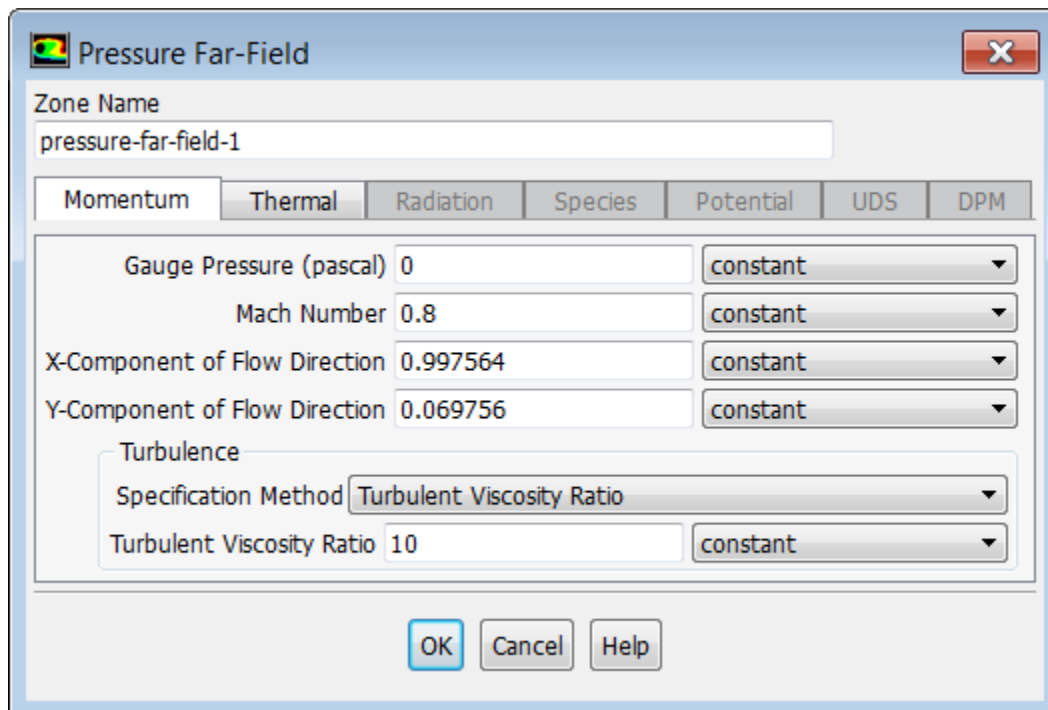 Pressure Far-Field
Zone Name
pressure-far-field-1
Momentum Thermal Radiation Species Potential UDS DPM
Gauge Pressure (pascal) 0 constant
Mach Number 0.8 constant
X-Component of Flow Direction 0.997564 constant
Y-Component of Flow Direction 0.069756 constant
Turbulence
Specification Method Turbulent Viscosity Ratio
Turbulent Viscosity Ratio 10 constant
OK Cancel Help